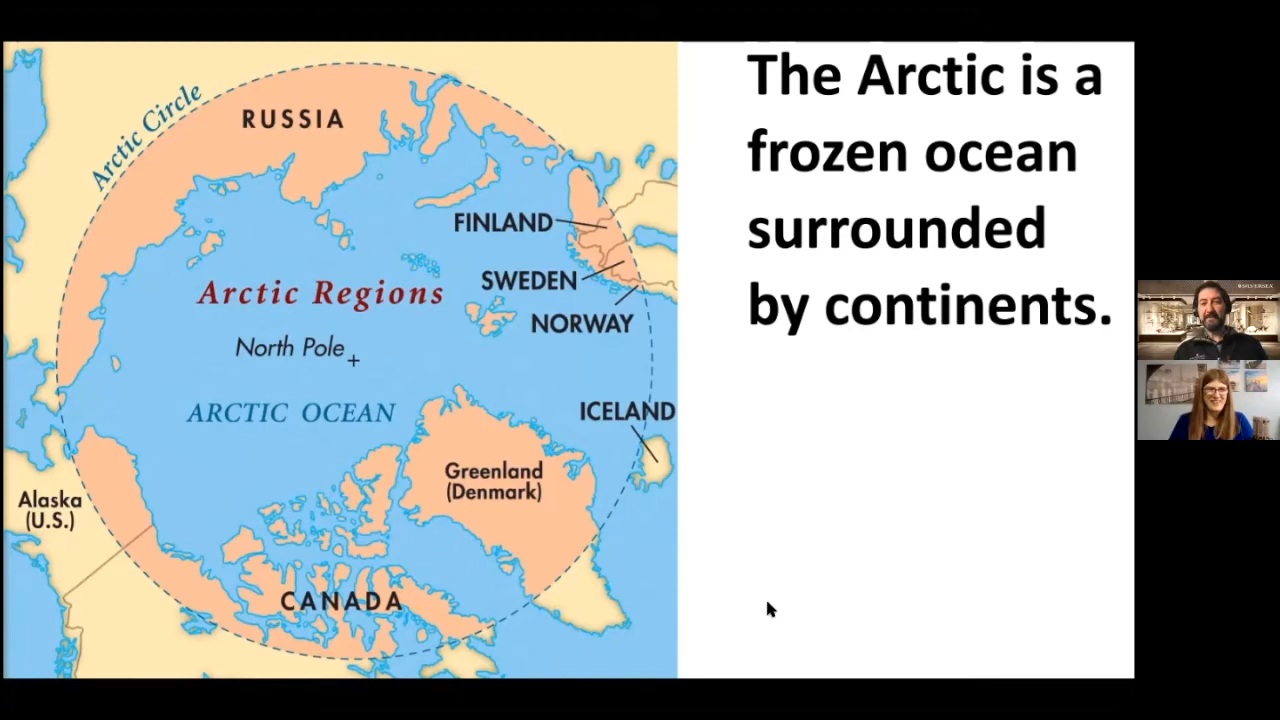 The Arctic is a
frozen ocean
surrounded
by continents.
Arctic Circle
RUSSIA
FINLAND
SWEDEN
Arctic Regions
NORWAY
North Pole
ARCTIC OCEAN
ICELAND
Greenland
(Denmark)
Alaska
(U.S.)
CANADA
SILVERSEA